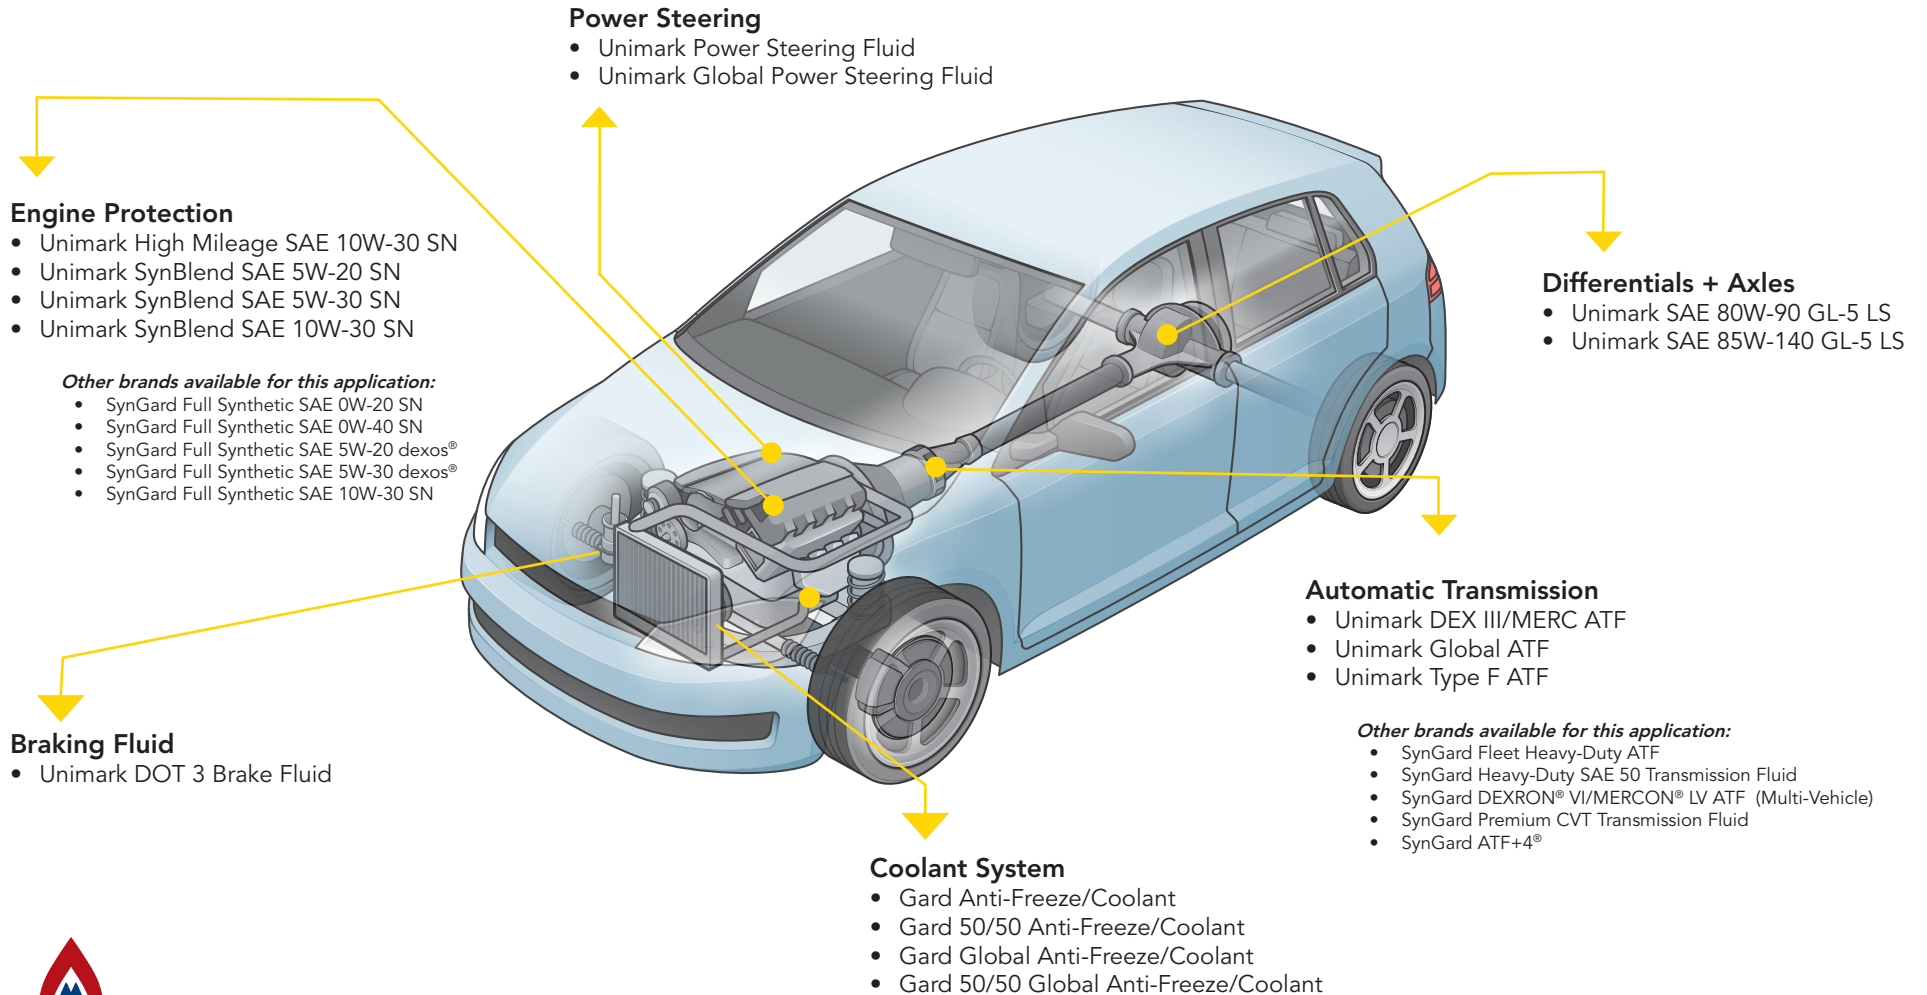 Power Steering
• Unimark Power Steering Fluid
• Unimark Global Power Steering Fluid
Engine Protection
• Unimark High Mileage SAE 10W-30 SN
• Unimark SynBlend SAE 5W-20 SN
• Unimark SynBlend SAE 5W-30 SN
• Unimark SynBlend SAE 10W-30 SN
Other brands available for this application:
• SynGard Full Synthetic SAE 0W-20 SN
• SynGard Full Synthetic SAE 0W-40 SN
• SynGard Full Synthetic SAE 5W-20 dexos®
• SynGard Full Synthetic SAE 5W-30 dexos®
• SynGard Full Synthetic SAE 10W-30 SN
Differentials + Axles
• Unimark SAE 80W-90 GL-5 LS
• Unimark SAE 85W-140 GL-5 LS
Automatic Transmission
• Unimark DEX III/MERC ATF
• Unimark Global ATF
• Unimark Type F ATF
Other brands available for this application:
• SynGard Fleet Heavy-Duty ATF
• SynGard Heavy-Duty SAE 50 Transmission Fluid
• SynGard DEXRON® VI/MERCON® LV ATF (Multi-Vehicle)
• SynGard Premium CVT Transmission Fluid
• SynGard ATF+4®
Braking Fluid
• Unimark DOT 3 Brake Fluid
Coolant System
• Gard Anti-Freeze/Coolant
• Gard 50/50 Anti-Freeze/Coolant
• Gard Global Anti-Freeze/Coolant
• Gard 50/50 Global Anti-Freeze/Coolant